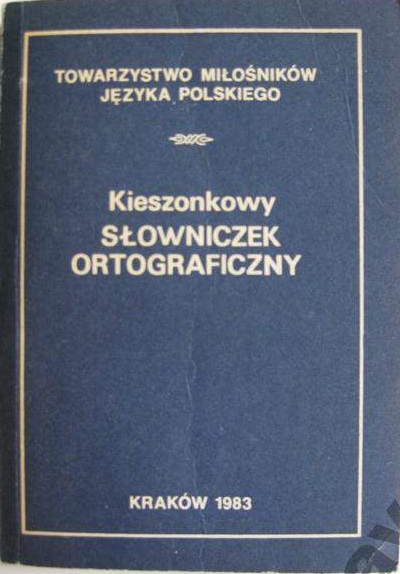 TOWARZYSTWO MIŁOŚNIKÓW
JĘZYKA POLSKIEGO
Kieszonkowy
SŁOWNICZEK
ORTOGRAFICZNY
KRAKÓW 1983